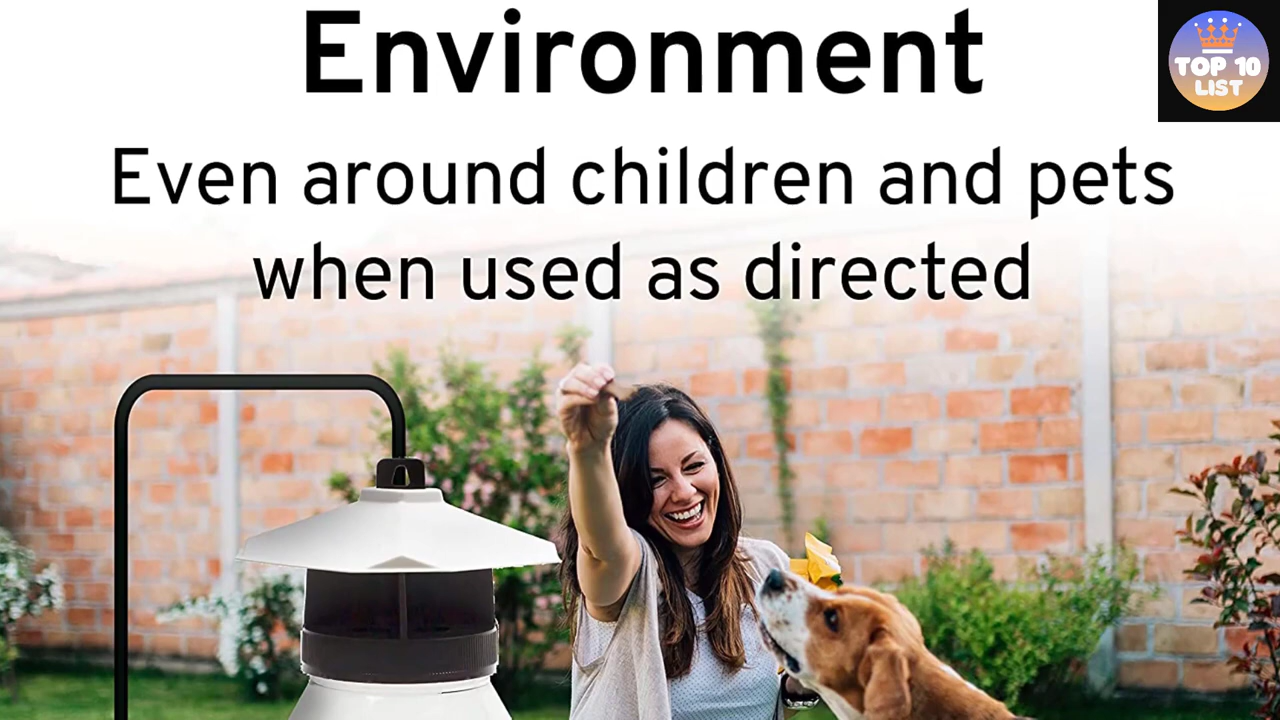 Environment
TOP 10
LIST
Even around children and pets
when used as directed